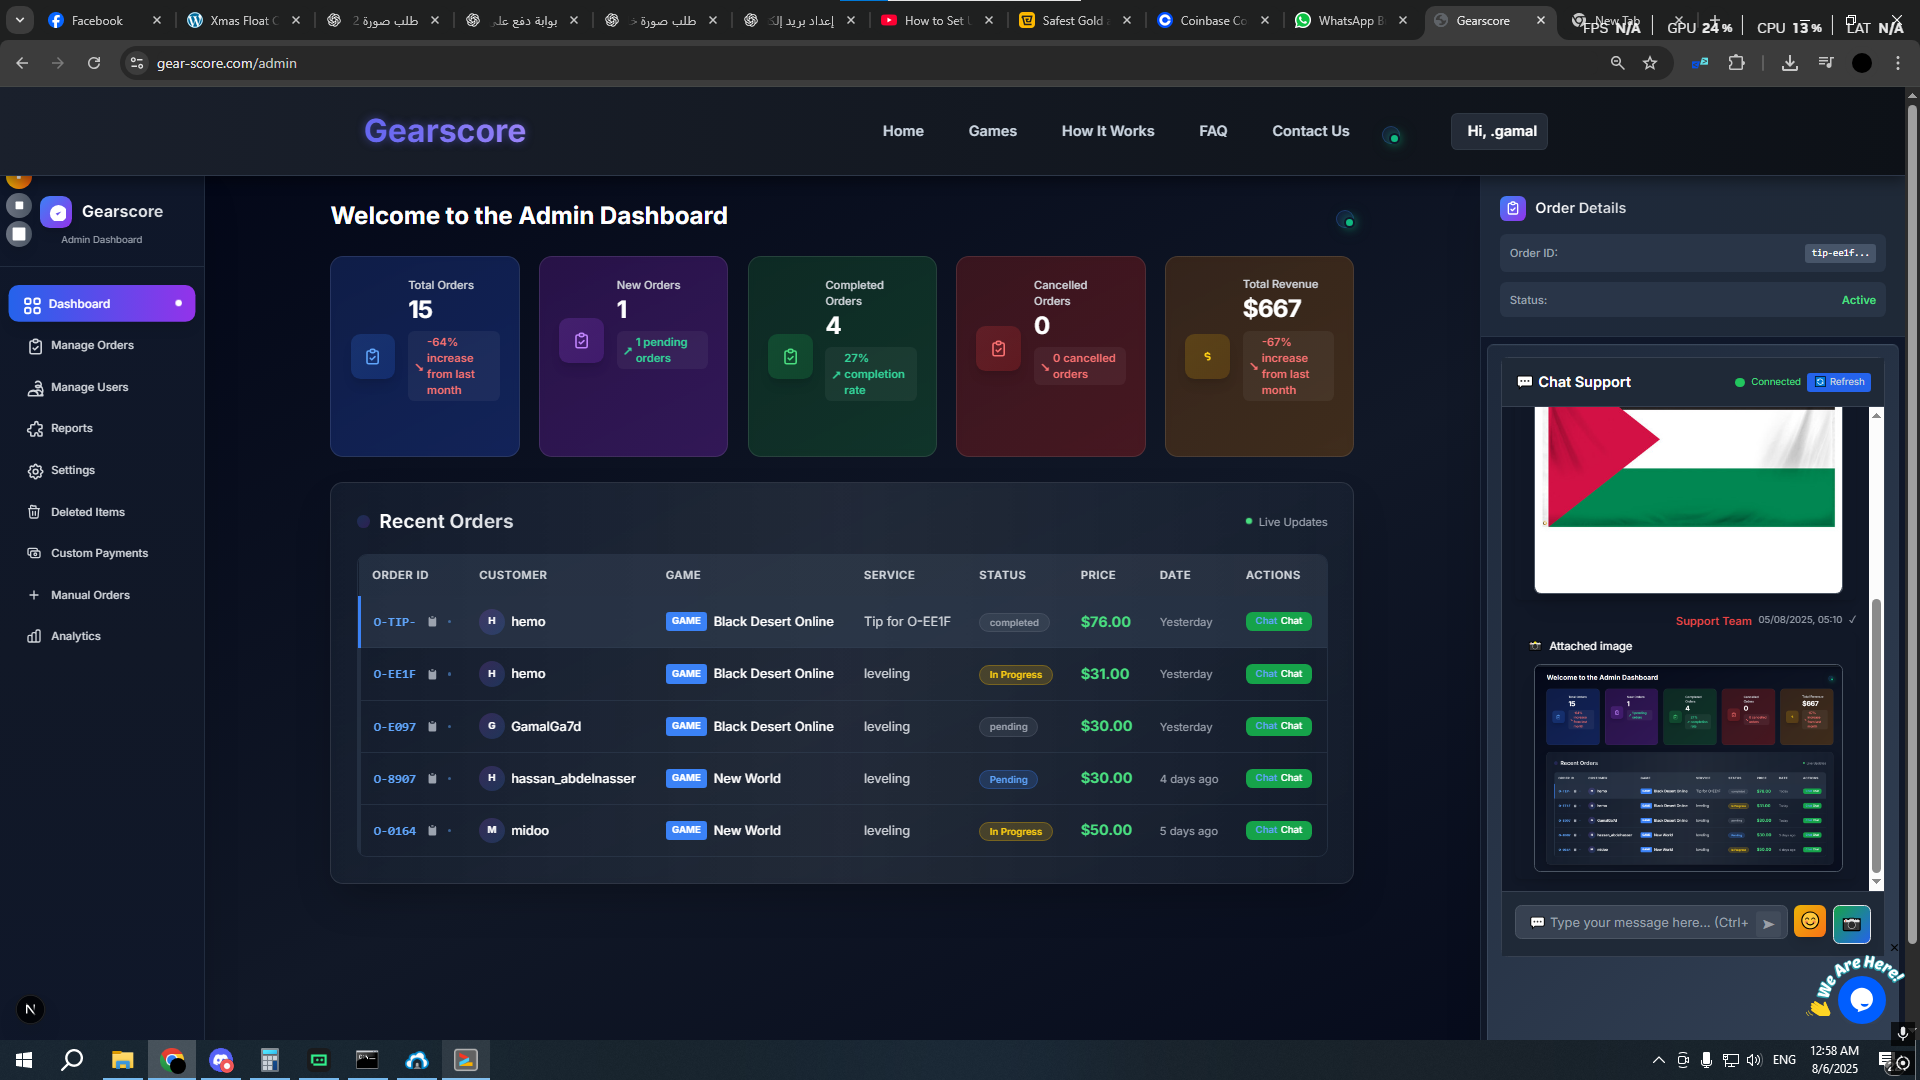 Facebook
Xmas Float C
طلب صورة 2
بوابة دفع علي
طلب صورة خ
إعداد بريد إلك
How to Set U
Safest Gold a
Coinbase Co
WhatsApp B
Gearscore
New Tab
FPS N/A GPU 24 % CPU 13 % LAT N/A
gear-score.com/admin
Gearscore
Home
Games
How It Works
FAQ
Contact Us
Hi, .gamal
Gearscore
Admin Dashboard
Dashboard
Manage Orders
Manage Users
Reports
Settings
Deleted Items
Custom Payments
Manual Orders
Analytics
N
Welcome to the Admin Dashboard
Total Orders
15
-64%
increase
from last
month
New Orders
1
1 pending
orders
Completed
Orders
4
27%
completion
rate
Cancelled
Orders
0
0 cancelled
orders
Total Revenue
$667
-67%
increase
from last
month
Recent Orders
Live Updates
ORDER ID CUSTOMER GAME SERVICE STATUS PRICE DATE ACTIONS
O-TIP- H hemo GAME Black Desert Online Tip for O-EE1F completed $76.00 Yesterday Chat Chat
O-EE1F H hemo GAME Black Desert Online leveling In Progress $31.00 Yesterday Chat Chat
O-E097 G GamalGa7d GAME Black Desert Online leveling pending $30.00 Yesterday Chat Chat
O-8907 H hassan_abdelnasser GAME New World leveling Pending $30.00 4 days ago Chat Chat
O-0164 M midoo GAME New World leveling In Progress $50.00 5 days ago Chat Chat
Order Details
Order ID: tip-ee1f...
Status: Active
Chat Support
Connected
Refresh
Support Team 05/08/2025, 05:10 ✓
Attached image
Welcome to the Admin Dashboard
15
1
4
0
$667
Recent Orders
Type your message here... (Ctrl+
We Are Here!
ENG
12:58 AM
8/6/2025